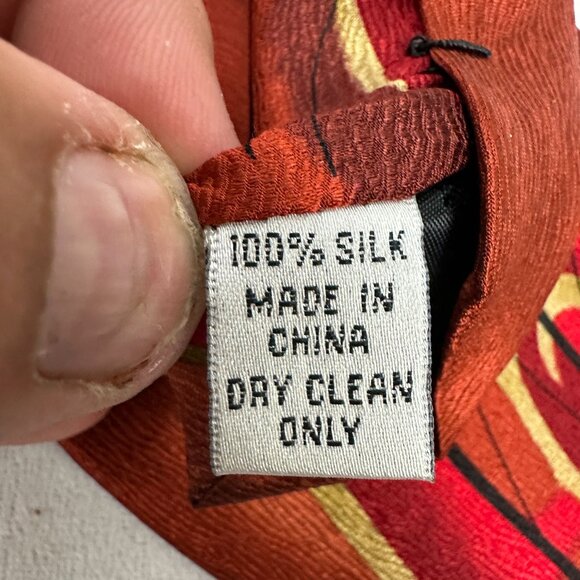 100% SILK
MADE IN
CHINA
DRY CLEAN
ONLY